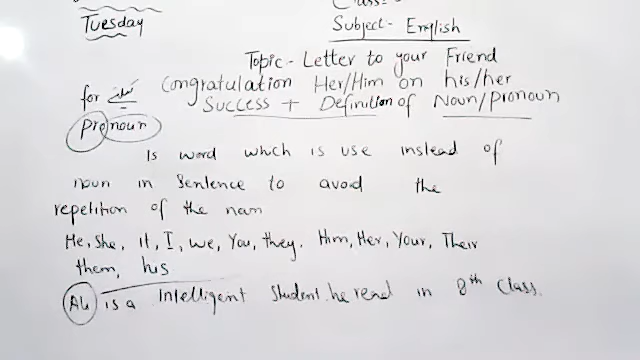 Tuesday
Class-
Subject- English
Topic- Letter to your Friend
for کیلئے Congratulation Her/Him on his/her
Success + Definition of Noun/pronoun
Pronoun
Is word which is use instead of
noun in sentence to avoid the
repetition of the nam
He, She, it, I, we, You, they. Him, Her, Your, Their
them, his
Ali is a Intelligent student. he read in 8th Class.